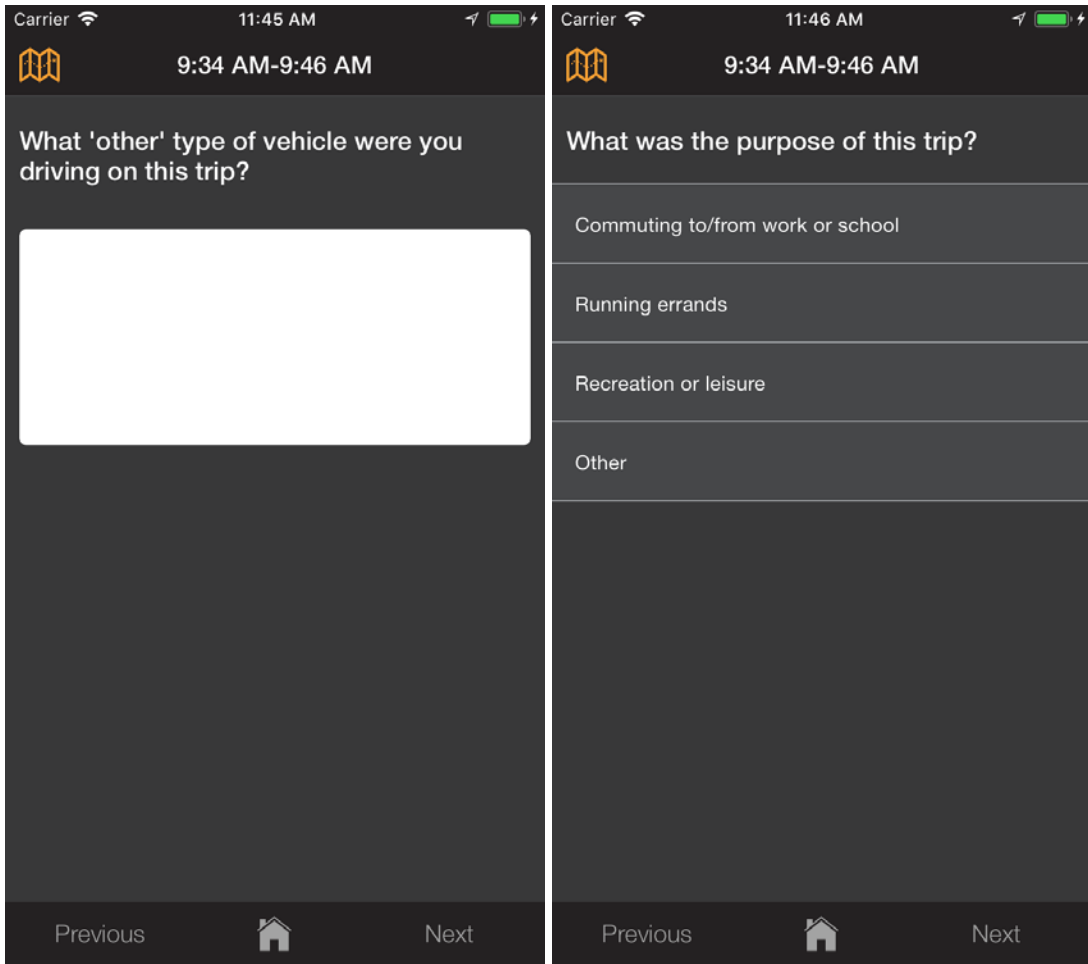 Carrier 11:45 AM
9:34 AM-9:46 AM
What 'other' type of vehicle were you
driving on this trip?
Previous Next
Carrier 11:46 AM
9:34 AM-9:46 AM
What was the purpose of this trip?
Commuting to/from work or school
Running errands
Recreation or leisure
Other
Previous Next